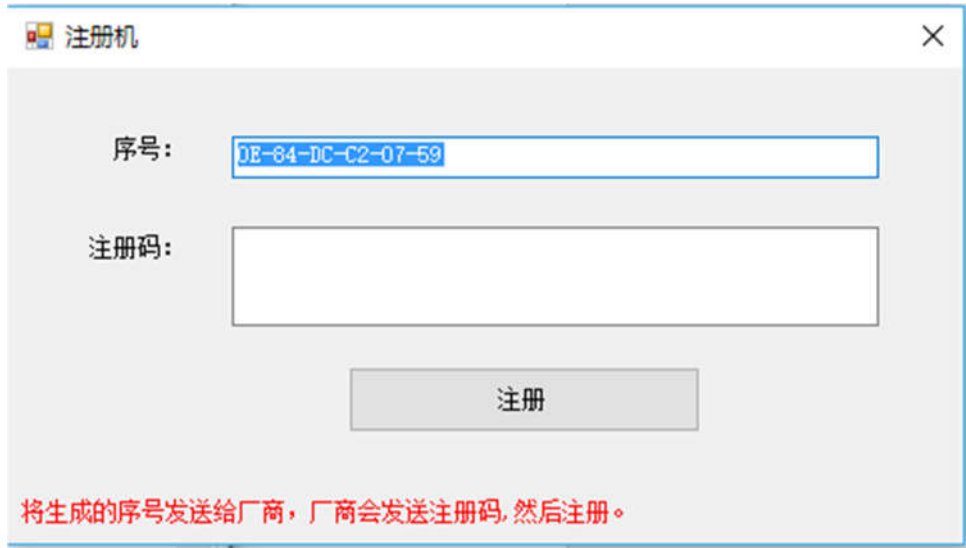 注册机
序号：
0E-84-DC-C2-07-59
注册码：
注册
将生成的序号发送给厂商，厂商会发送注册码,然后注册。